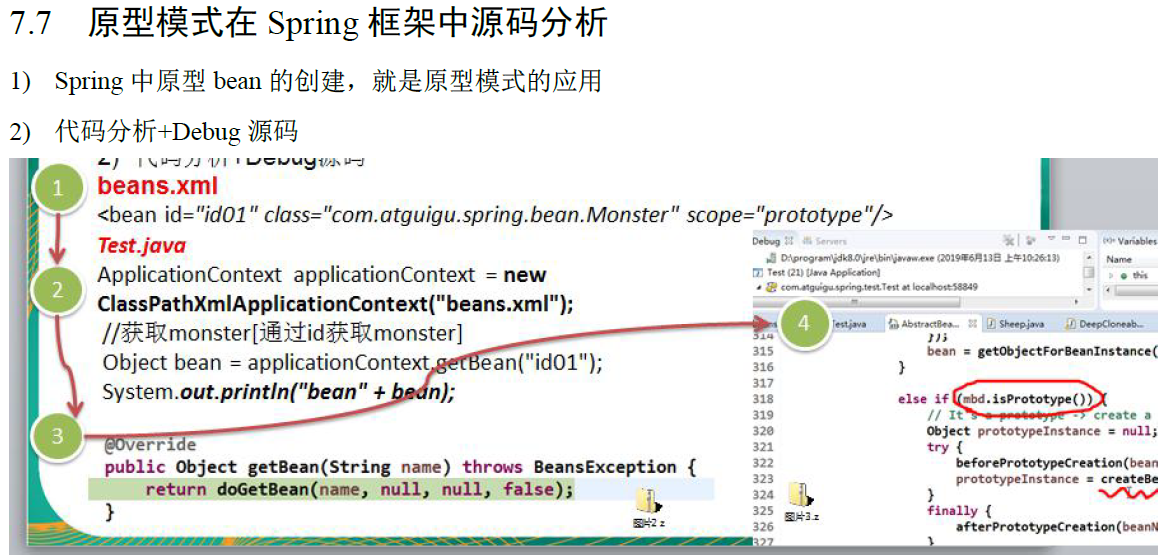 7.7 原型模式在 Spring 框架中源码分析
1) Spring 中原型 bean 的创建，就是原型模式的应用
2) 代码分析+Debug 源码
2) 代码分析+Debug源码
1
beans.xml
<bean id="id01" class="com.atguigu.spring.bean.Monster" scope="prototype"/>
Test.java
2
ApplicationContext applicationContext = new
ClassPathXmlApplicationContext("beans.xml");
//获取monster[通过id获取monster]
Object bean = applicationContext.getBean("id01");
System.out.println("bean" + bean);
3
@Override
public Object getBean(String name) throws BeansException {
return doGetBean(name, null, null, false);
}
图片2.z
Debug Servers
D:\program\jdk8.0\jre\bin\javaw.exe (2019年6月13日 上午10:26:13)
Test (21) [Java Application]
com.atguigu.spring.test.Test at localhost:58849
Variables
Name
this
4
Test.java AbstractBea... Sheep.java DeepCloneab...
314 });
315 bean = getObjectForBeanInstance(
316 }
317
318 else if (mbd.isPrototype()) {
319 // It's a prototype -> create a
320 Object prototypeInstance = null;
321 try {
322 beforePrototypeCreation(bean
323 prototypeInstance = createBe
324 }
325 finally {
326 afterPrototypeCreation(beanN
327 }
图片3.z